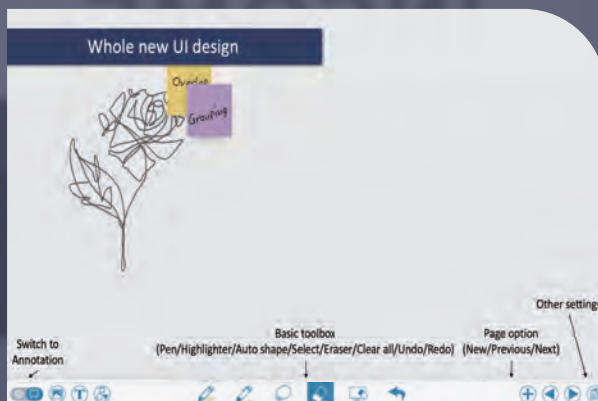 Whole new UI design
Grouping
Other settings
Basic toolbox
Page option
Switch to
Annotation
(Pen/Highlighter/Auto shape/Select/Eraser/Clear all/Undo/Redo)
(New/Previous/Next)
T